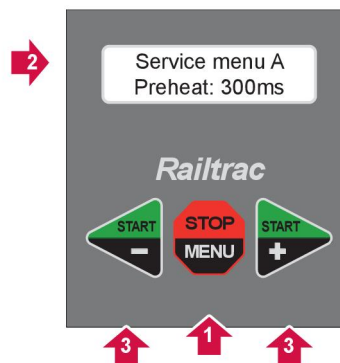 2
Service menu A
Preheat: 300ms
Railtrac
START
-
STOP
MENU
START
+
3
1
3